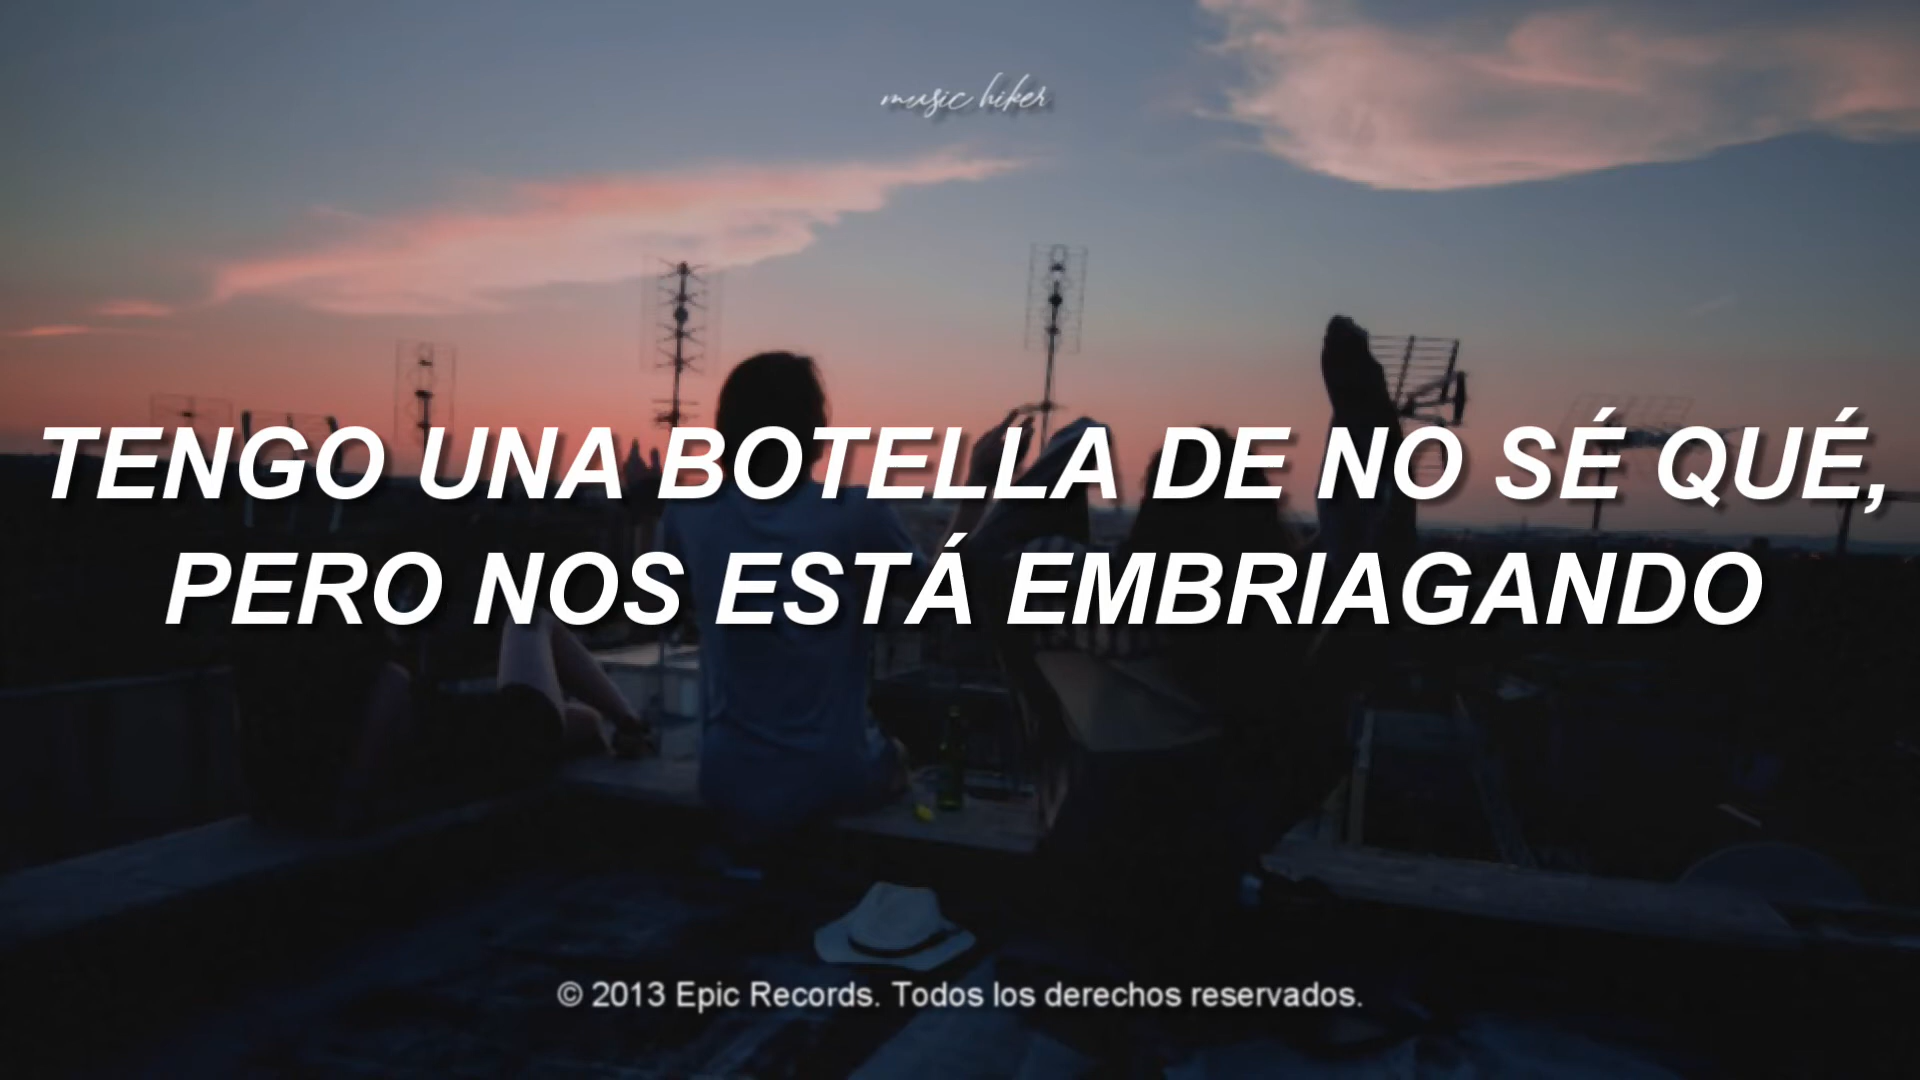 music hiker
TENGO UNA BOTELLA DE NO SÉ QUÉ,
PERO NOS ESTÁ EMBRIAGANDO
© 2013 Epic Records. Todos los derechos reservados.